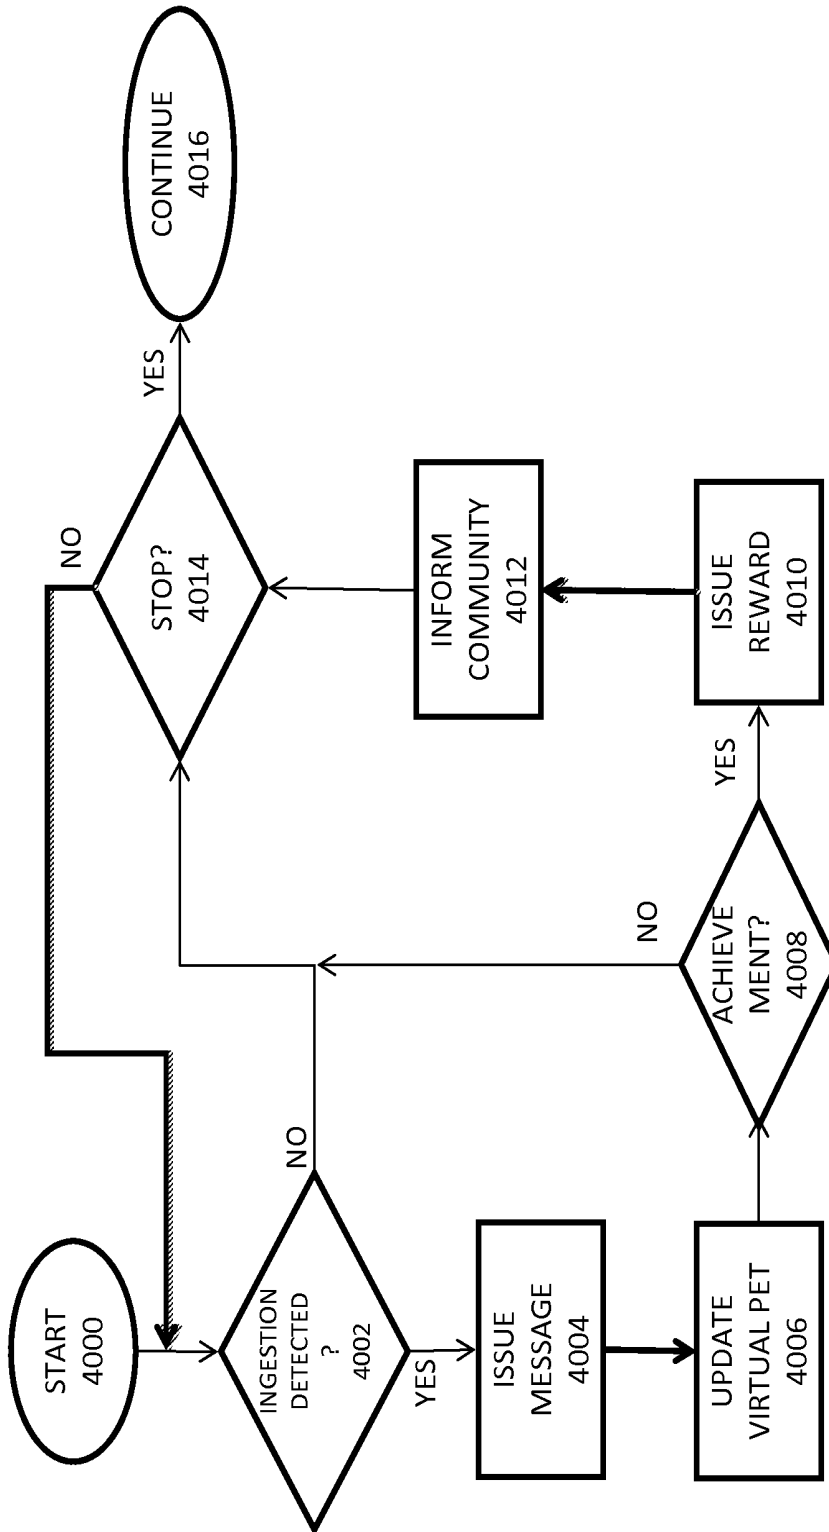 START
4000
INGESTION
DETECTED
?
4002
NO
YES
ISSUE
MESSAGE
4004
UPDATE
VIRTUAL PET
4006
ACHIEVE
MENT?
4008
NO
YES
ISSUE
REWARD
4010
INFORM
COMMUNITY
4012
STOP?
4014
NO
YES
CONTINUE
4016